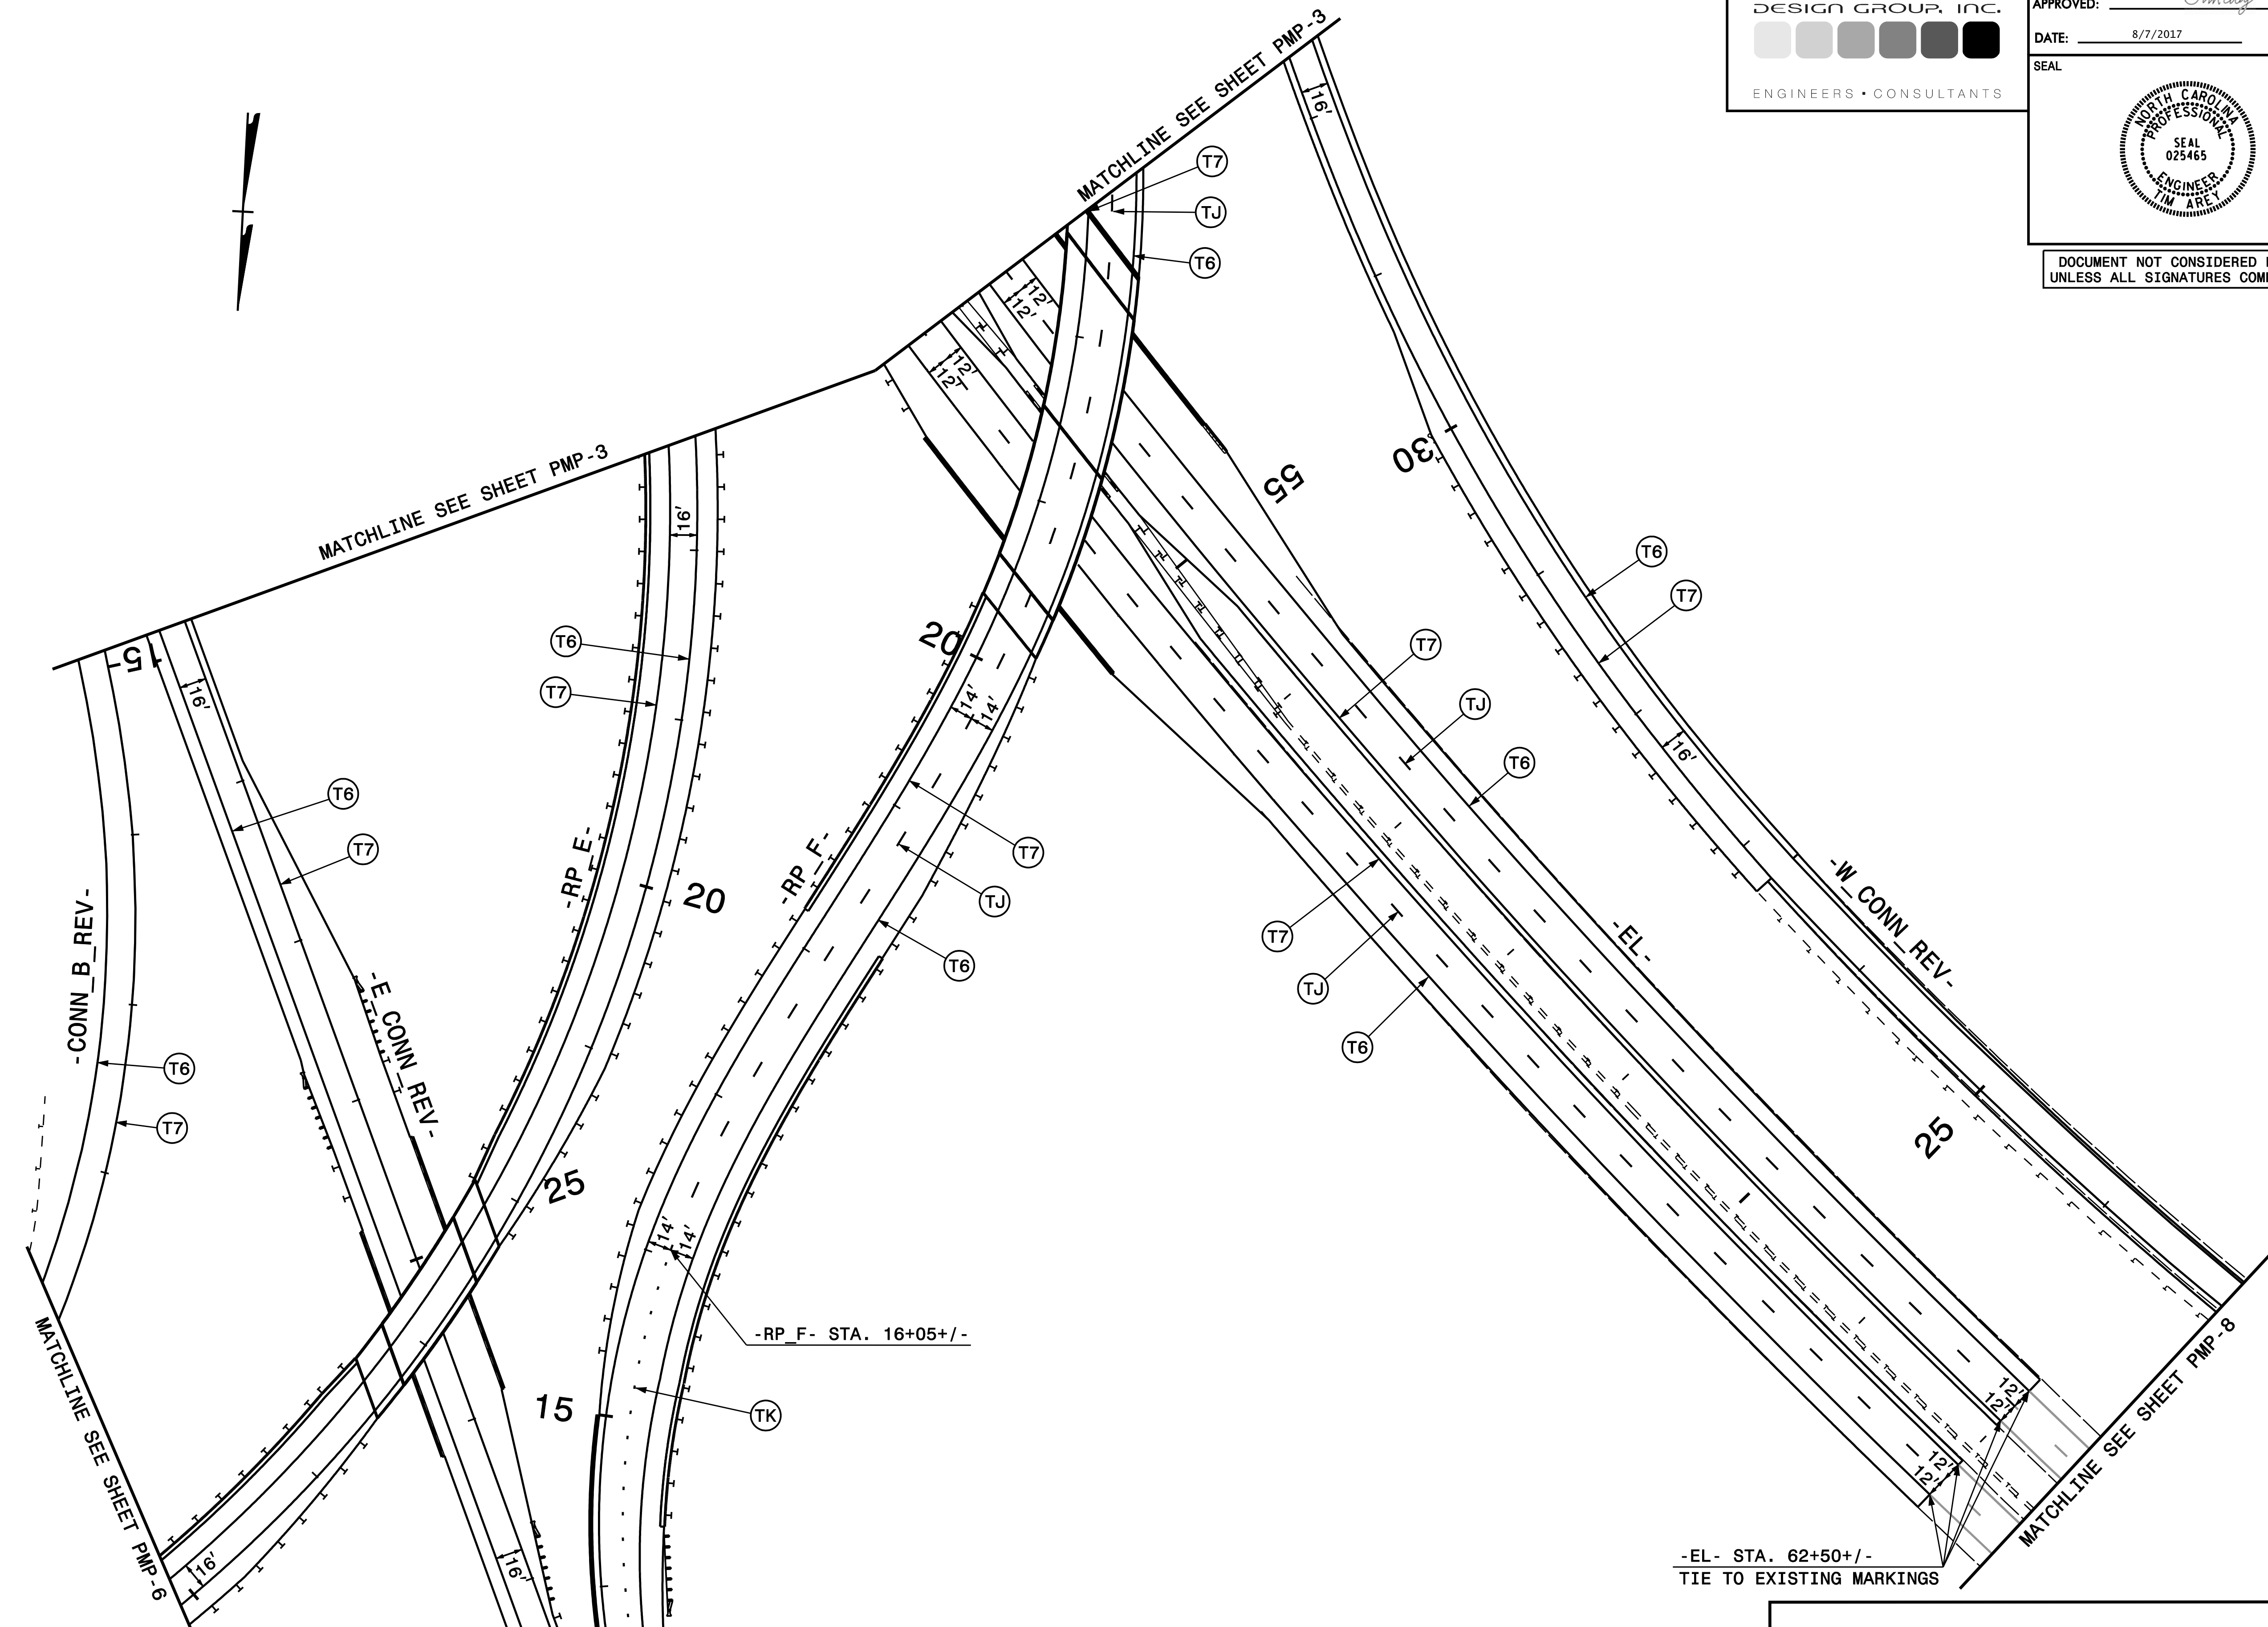 DESIGN GROUP, INC.
ENGINEERS • CONSULTANTS
APPROVED:
DATE: 8/7/2017
SEAL
NORTH CAROLINA
PROFESSIONAL
SEAL
025465
ENGINEER
TIM AREY
DOCUMENT NOT CONSIDERED
UNLESS ALL SIGNATURES
MATCHLINE SEE SHEET PMP-3
16'
T7
TJ
T6
12'
12'
12'
12'
55
30
MATCHLINE SEE SHEET PMP-3
16'
T6
T7
15
16'
T6
T7
20
14'
14'
T6
T7
T7
TJ
T6
16'
T6
T7
-RP_E-
-RP_F-
20
T7
TJ
T6
-CONN_B_REV-
-E_CONN_REV-
T6
T7
T7
TJ
T6
-EL-
-W_CONN_REV-
25
25
14'
14'
-RP_F- STA. 16+05+/-
15
TK
MATCHLINE SEE SHEET PMP-6
16'
16'
12'
12'
12'
12'
MATCHLINE SEE SHEET PMP-8
-EL- STA. 62+50+/-
TIE TO EXISTING MARKINGS